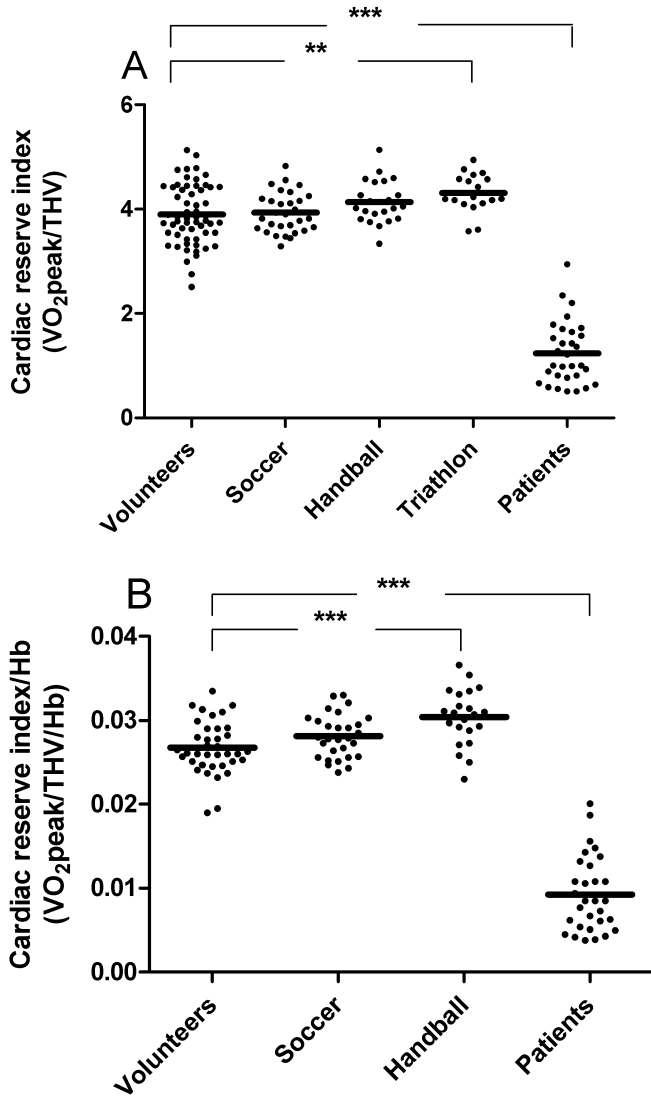 ***
**
A
6
4
2
0
Cardiac reserve index
(VO₂peak/THV)
Volunteers
Soccer
Handball
Triathlon
Patients
***
B
***
0.04
0.03
0.02
0.01
0.00
Cardiac reserve index/Hb
(VO₂peak/THV/Hb)
Volunteers
Soccer
Handball
Patients